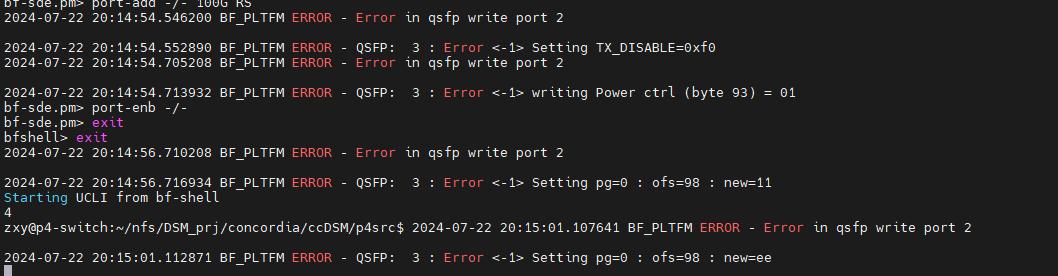 bf-sde.pm> port-add -/- 100G RS
2024-07-22 20:14:54.546200 BF_PLTFM ERROR - Error in qsfp write port 2
2024-07-22 20:14:54.552890 BF_PLTFM ERROR - QSFP:  3 : Error <-1> Setting TX_DISABLE=0xf0
2024-07-22 20:14:54.705208 BF_PLTFM ERROR - Error in qsfp write port 2
2024-07-22 20:14:54.713932 BF_PLTFM ERROR - QSFP:  3 : Error <-1> writing Power ctrl (byte 93) = 01
bf-sde.pm> port-enb -/-
bf-sde.pm> exit
bfshell> exit
2024-07-22 20:14:56.710208 BF_PLTFM ERROR - Error in qsfp write port 2
2024-07-22 20:14:56.716934 BF_PLTFM ERROR - QSFP:  3 : Error <-1> Setting pg=0 : ofs=98 : new=11
Starting UCLI from bf-shell
4
zxy@p4-switch:~/nfs/DSM_prj/concordia/ccDSM/p4src$ 2024-07-22 20:15:01.107641 BF_PLTFM ERROR - Error in qsfp write port 2
2024-07-22 20:15:01.112871 BF_PLTFM ERROR - QSFP:  3 : Error <-1> Setting pg=0 : ofs=98 : new=ee